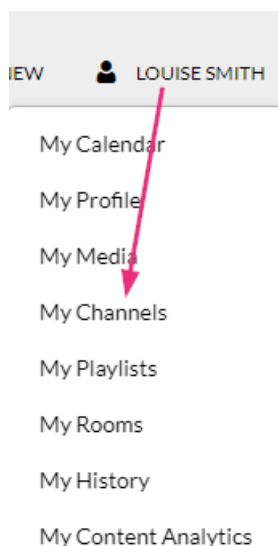 IEW LOUISE SMITH
My Calendar
My Profile
My Media
My Channels
My Playlists
My Rooms
My History
My Content Analytics